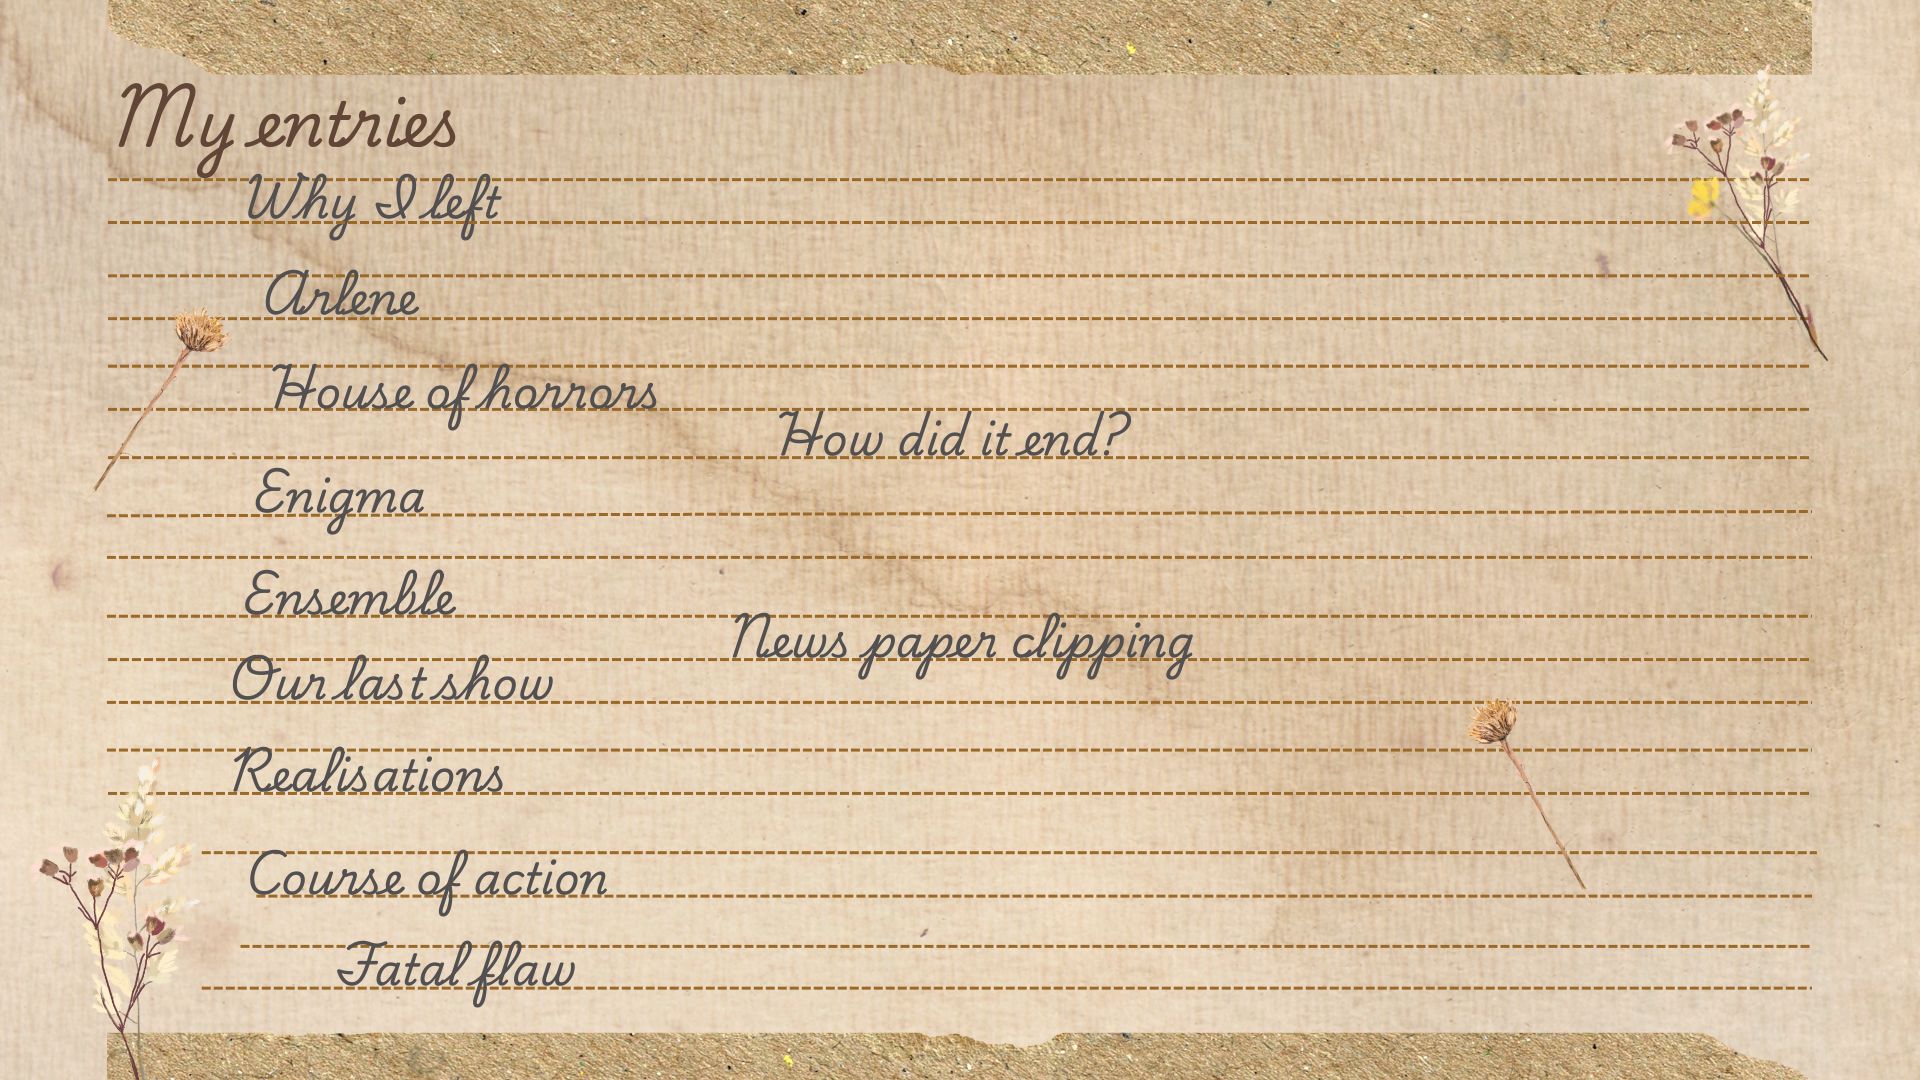 My entries
Why I left
Arlene
House of horrors
How did it end?
Enigma
Ensemble
News paper clipping
Our last show
Realisations
Course of action
Fatal flaw